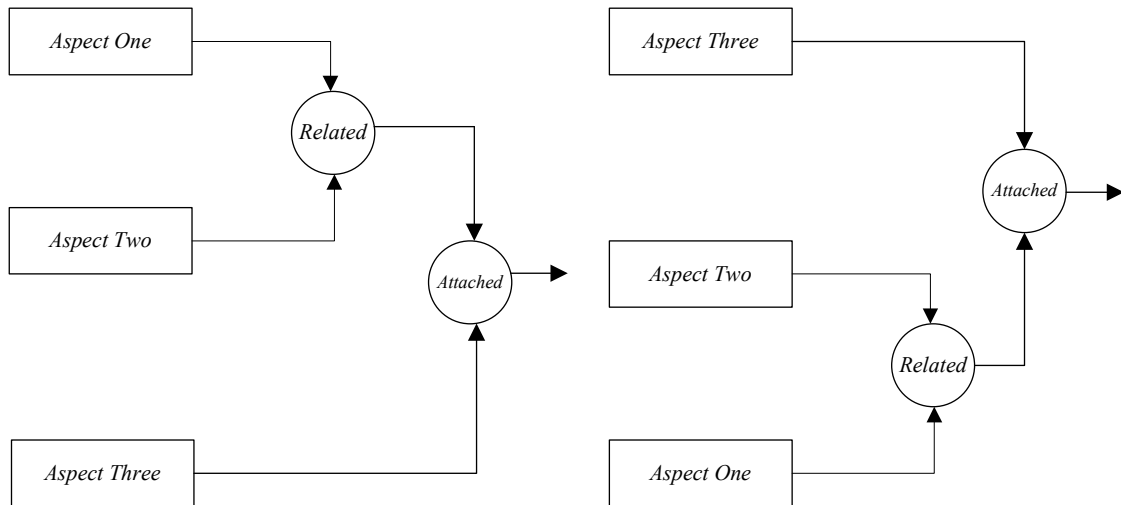 Aspect One
Related
Aspect Two
Attached
Aspect Three
Aspect Three
Attached
Aspect Two
Related
Aspect One